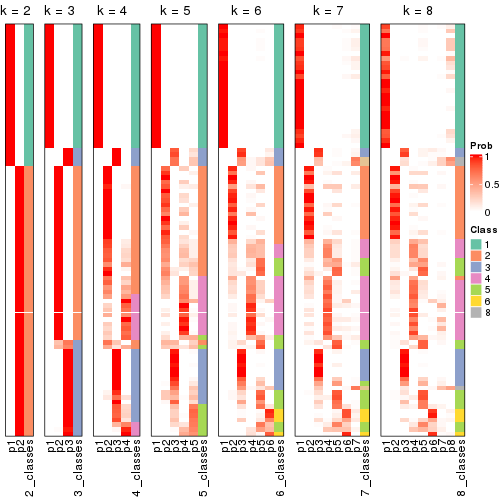 k = 2 k = 3 k = 4 k = 5 k = 6 k = 7 k = 8
Prob
1
0.5
0
Class
1
2
3
4
5
6
8
p1 p2 2_classes
p1 p2 p3 3_classes
p1 p2 p3 p4 4_classes
p1 p2 p3 p4 p5 5_classes
p1 p2 p3 p4 p5 p6 6_classes
p1 p2 p3 p4 p5 p6 p7 7_classes
p1 p2 p3 p4 p5 p6 p7 p8 8_classes